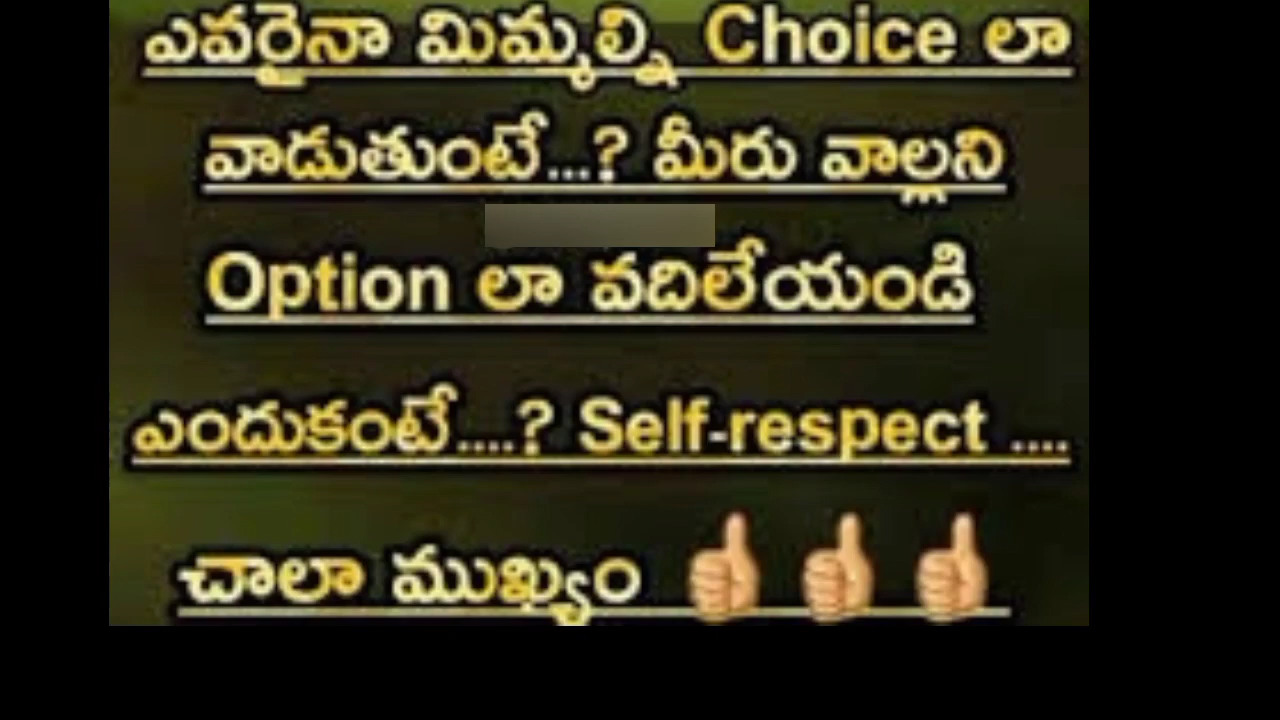 ఎవరైనా మిమ్మల్ని Choice లా
వాడుతుంటే...? మీరు వాల్లని
Option లా వదిలేయండి
ఎందుకంటే....? Self-respect ....
చాలా ముఖ్యం 👍 👍 👍